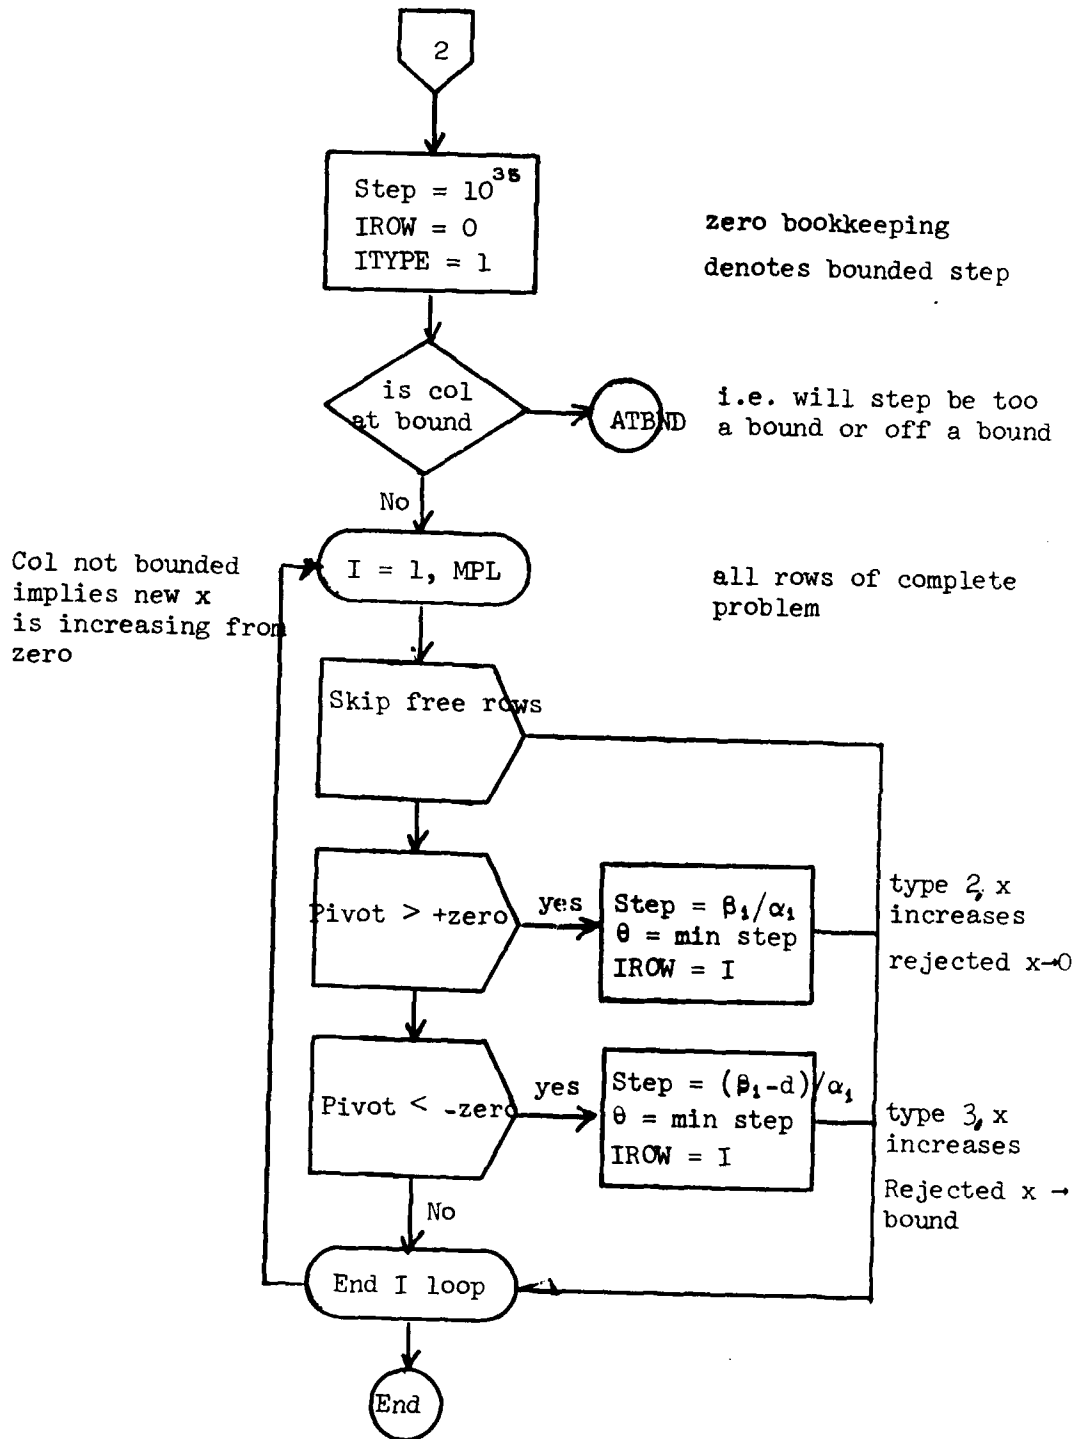 2
Step = 10³⁵
IROW = 0
ITYPE = 1
zero bookkeeping
denotes bounded step
is col
at bound
ATBND
i.e. will step be too
a bound or off a bound
No
Col not bounded
implies new x
is increasing from
zero
I = 1, MPL
all rows of complete
problem
Skip free rows
Pivot > +zero
yes
Step = β₁/α₁
θ = min step
IROW = I
type 2, x
increases
rejected x→0
Pivot < -zero
yes
Step = (β₁-d)/α₁
θ = min step
IROW = I
type 3, x
increases
Rejected x →
bound
No
End I loop
End